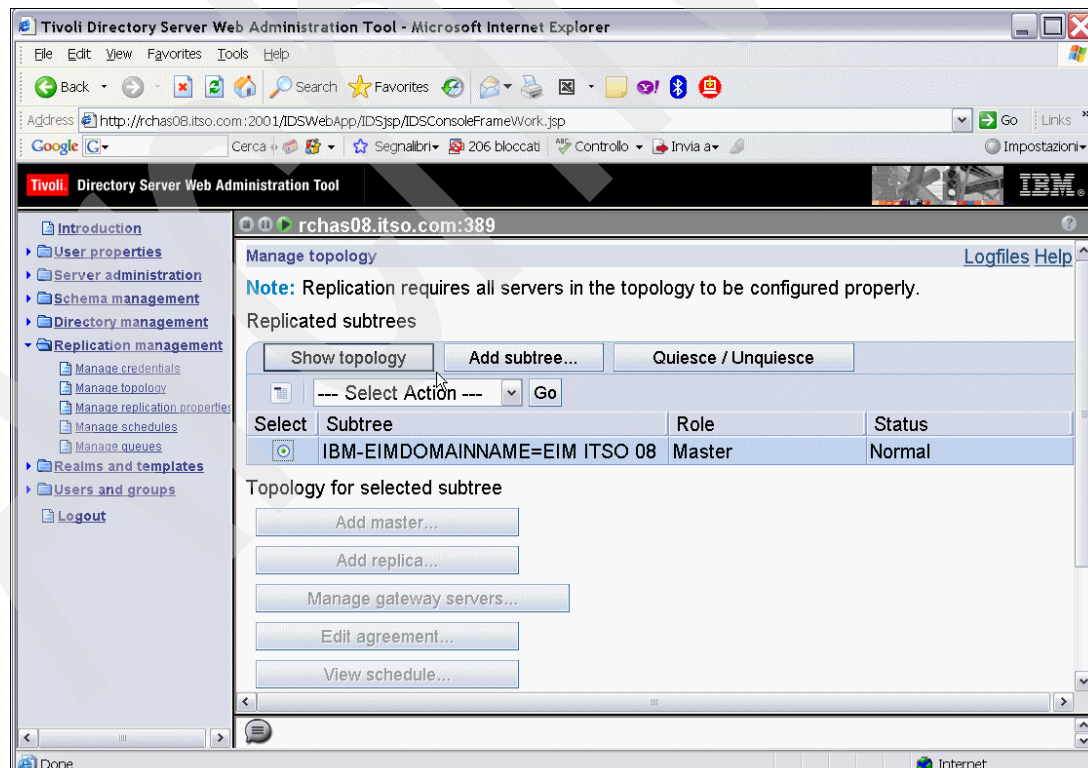 Tivoli Directory Server Web Administration Tool - Microsoft Internet Explorer
File Edit View Favorites Tools Help
Back Search Favorites
Address http://rchas08.itso.com:2001/IDSWebApp/IDSjsp/IDSConsoleFrameWork.jsp Go Links »
Google G Cerca Segnalibri 206 bloccati ABC Controllo Invia a Impostazioni
Tivoli. Directory Server Web Administration Tool IBM®
rchas08.itso.com:389
Introduction
User properties
Server administration
Schema management
Directory management
Replication management
Manage credentials
Manage topology
Manage replication properties
Manage schedules
Manage queues
Realms and templates
Users and groups
Logout
Manage topology Logfiles Help
Note: Replication requires all servers in the topology to be configured properly.
Replicated subtrees
Show topology Add subtree... Quiesce / Unquiesce
--- Select Action --- Go
Select Subtree Role Status
IBM-EIMDOMAINNAME=EIM ITSO 08 Master Normal
Topology for selected subtree
Add master...
Add replica...
Manage gateway servers...
Edit agreement...
View schedule...
Done Internet